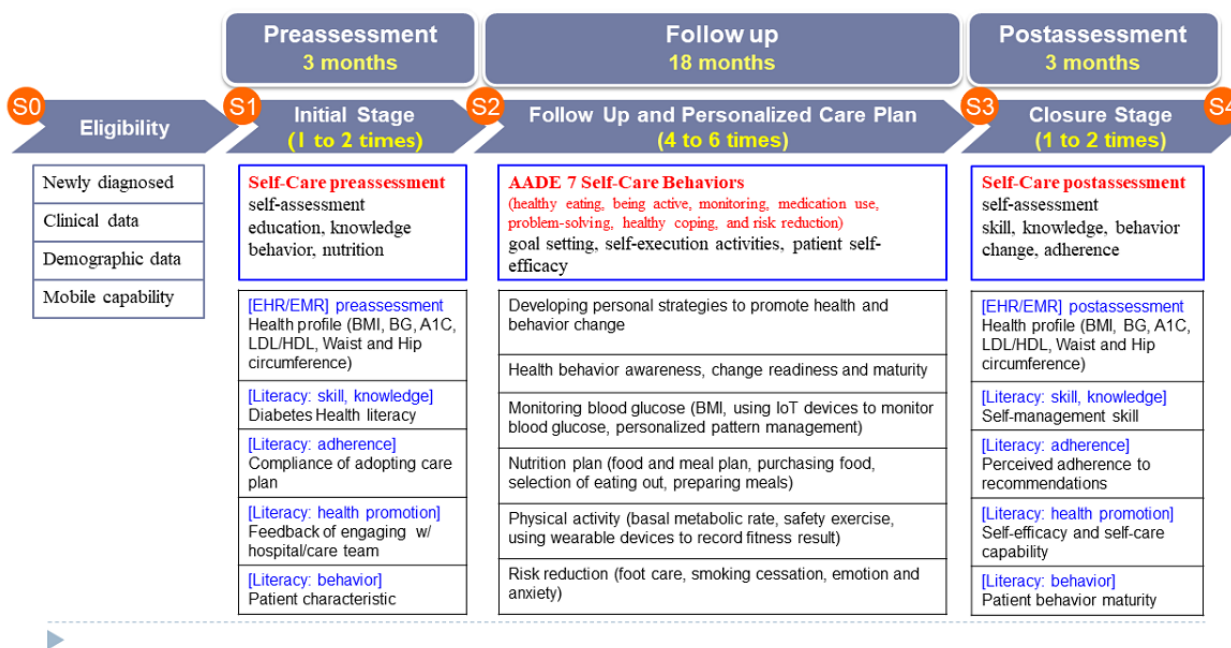 Preassessment
3 months
Follow up
18 months
Postassessment
3 months
S0
Eligibility
S1
Initial Stage
(1 to 2 times)
S2
Follow Up and Personalized Care Plan
(4 to 6 times)
S3
Closure Stage
(1 to 2 times)
S4
Newly diagnosed
Clinical data
Demographic data
Mobile capability
Self-Care preassessment
self-assessment
education, knowledge
behavior, nutrition
[EHR/EMR] preassessment
Health profile (BMI, BG, A1C,
LDL/HDL, Waist and Hip
circumference)
[Literacy: skill, knowledge]
Diabetes Health literacy
[Literacy: adherence]
Compliance of adopting care
plan
[Literacy: health promotion]
Feedback of engaging w/
hospital/care team
[Literacy: behavior]
Patient characteristic
AADE 7 Self-Care Behaviors
(healthy eating, being active, monitoring, medication use,
problem-solving, healthy coping, and risk reduction)
goal setting, self-execution activities, patient self-
efficacy
Developing personal strategies to promote health and
behavior change
Health behavior awareness, change readiness and maturity
Monitoring blood glucose (BMI, using IoT devices to monitor
blood glucose, personalized pattern management)
Nutrition plan (food and meal plan, purchasing food,
selection of eating out, preparing meals)
Physical activity (basal metabolic rate, safety exercise,
using wearable devices to record fitness result)
Risk reduction (foot care, smoking cessation, emotion and
anxiety)
Self-Care postassessment
self-assessment
skill, knowledge, behavior
change, adherence
[EHR/EMR] postassessment
Health profile (BMI, BG, A1C,
LDL/HDL, Waist and Hip
circumference)
[Literacy: skill, knowledge]
Self-management skill
[Literacy: adherence]
Perceived adherence to
recommendations
[Literacy: health promotion]
Self-efficacy and self-care
capability
[Literacy: behavior]
Patient behavior maturity